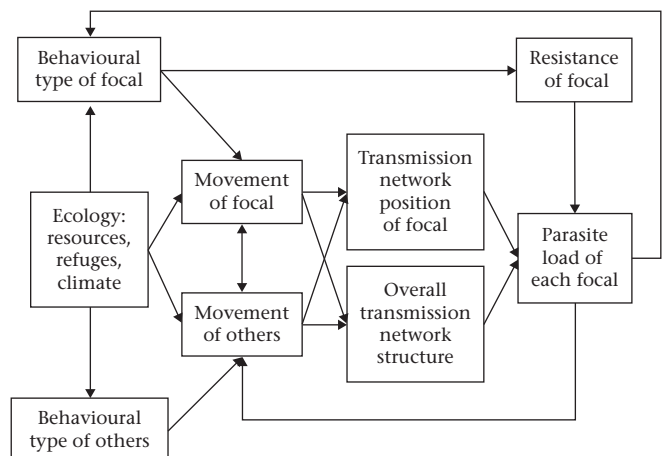 Behavioural
type of focal
Resistance
of focal
Movement
of focal
Transmission
network
position
of focal
Ecology:
resources,
refuges,
climate
Parasite
load of
each focal
Movement
of others
Overall
transmission
network
structure
Behavioural
type of others